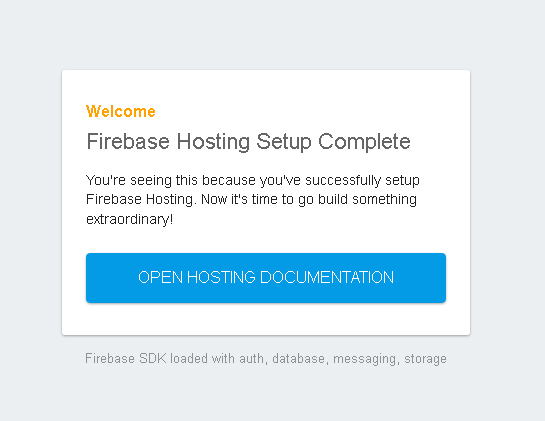 Welcome
Firebase Hosting Setup Complete
You're seeing this because you've successfully setup
Firebase Hosting. Now it's time to go build something
extraordinary!
OPEN HOSTING DOCUMENTATION
Firebase SDK loaded with auth, database, messaging, storage